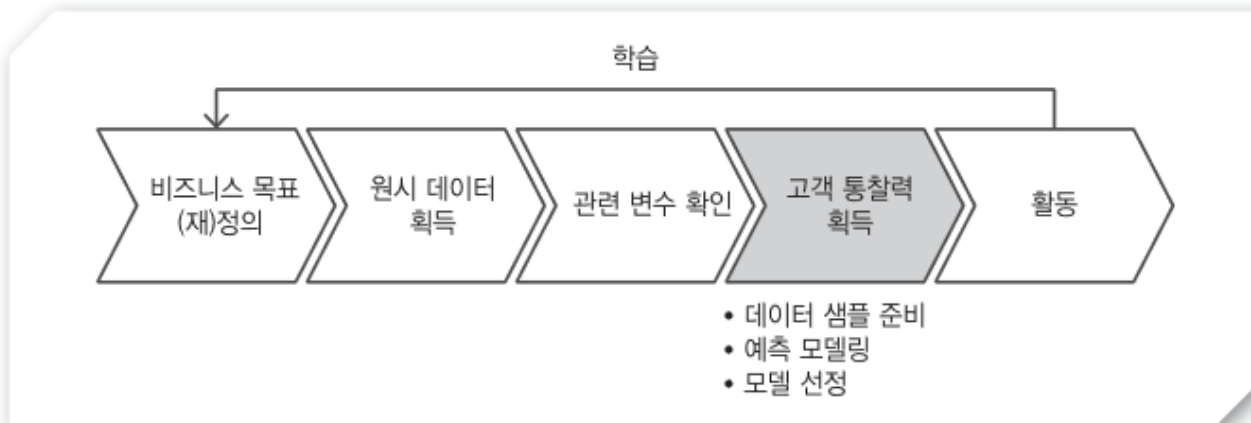 학습
비즈니스 목표
(재)정의
원시 데이터
획득
관련 변수 확인
고객 통찰력
획득
활동
• 데이터 샘플 준비
• 예측 모델링
• 모델 선정